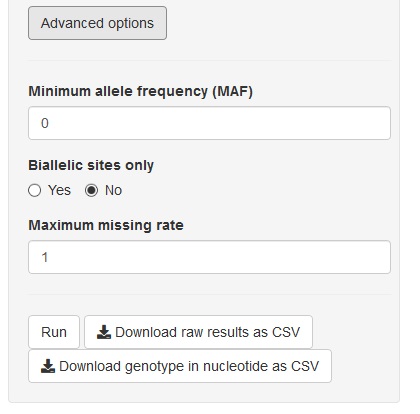 Advanced options
Minimum allele frequency (MAF)
0
Biallelic sites only
Yes No
Maximum missing rate
1
Run Download raw results as CSV
Download genotype in nucleotide as CSV